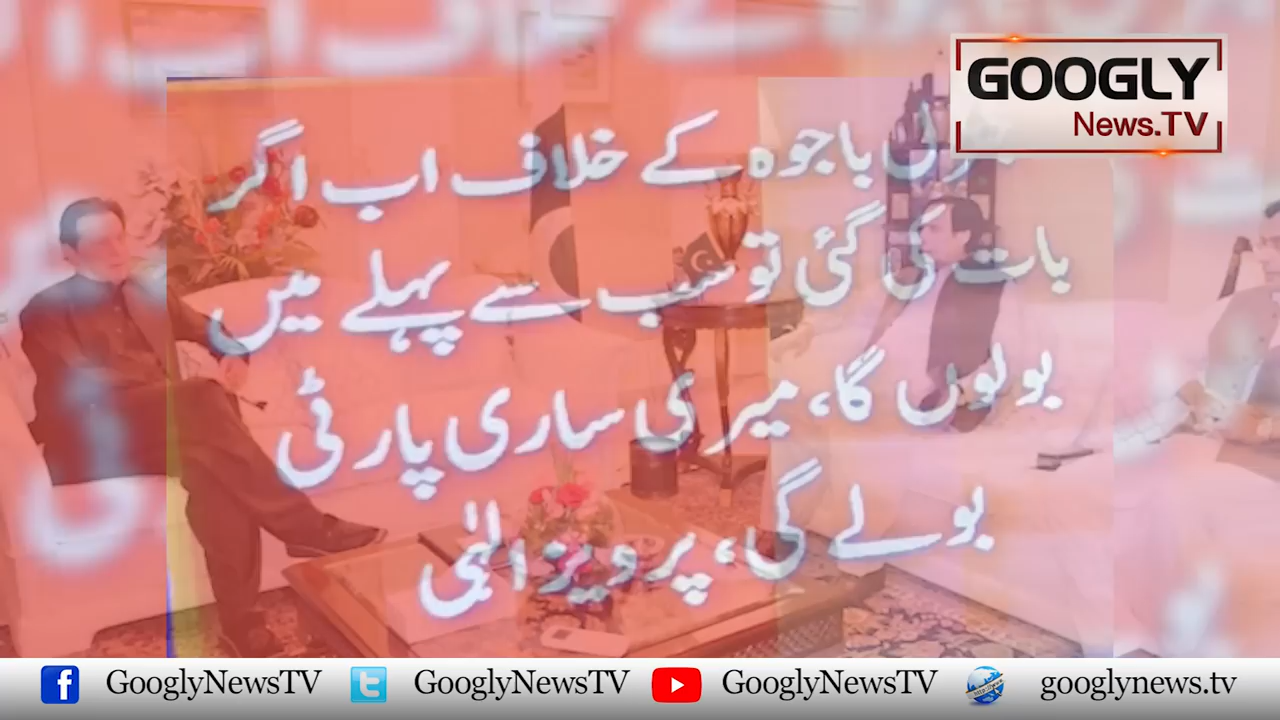 GOOGLY
News.TV
باجوہ کے خلاف اب اگر
بات کی گئی تو سب سے پہلے میں
بولوں گا، میری ساری پارٹی
بولے گی، پرویز الٰہی
GooglyNewsTV GooglyNewsTV GooglyNewsTV googlynews.tv